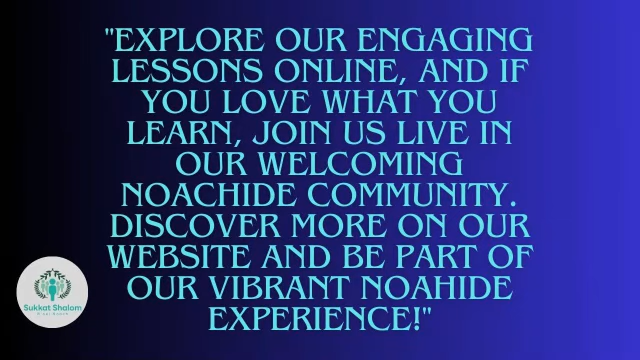 "EXPLORE OUR ENGAGING
LESSONS ONLINE, AND IF
YOU LOVE WHAT YOU
LEARN, JOIN US LIVE IN
OUR WELCOMING
NOACHIDE COMMUNITY.
DISCOVER MORE ON OUR
WEBSITE AND BE PART OF
OUR VIBRANT NOAHIDE
EXPERIENCE!"
Sukkat Shalom